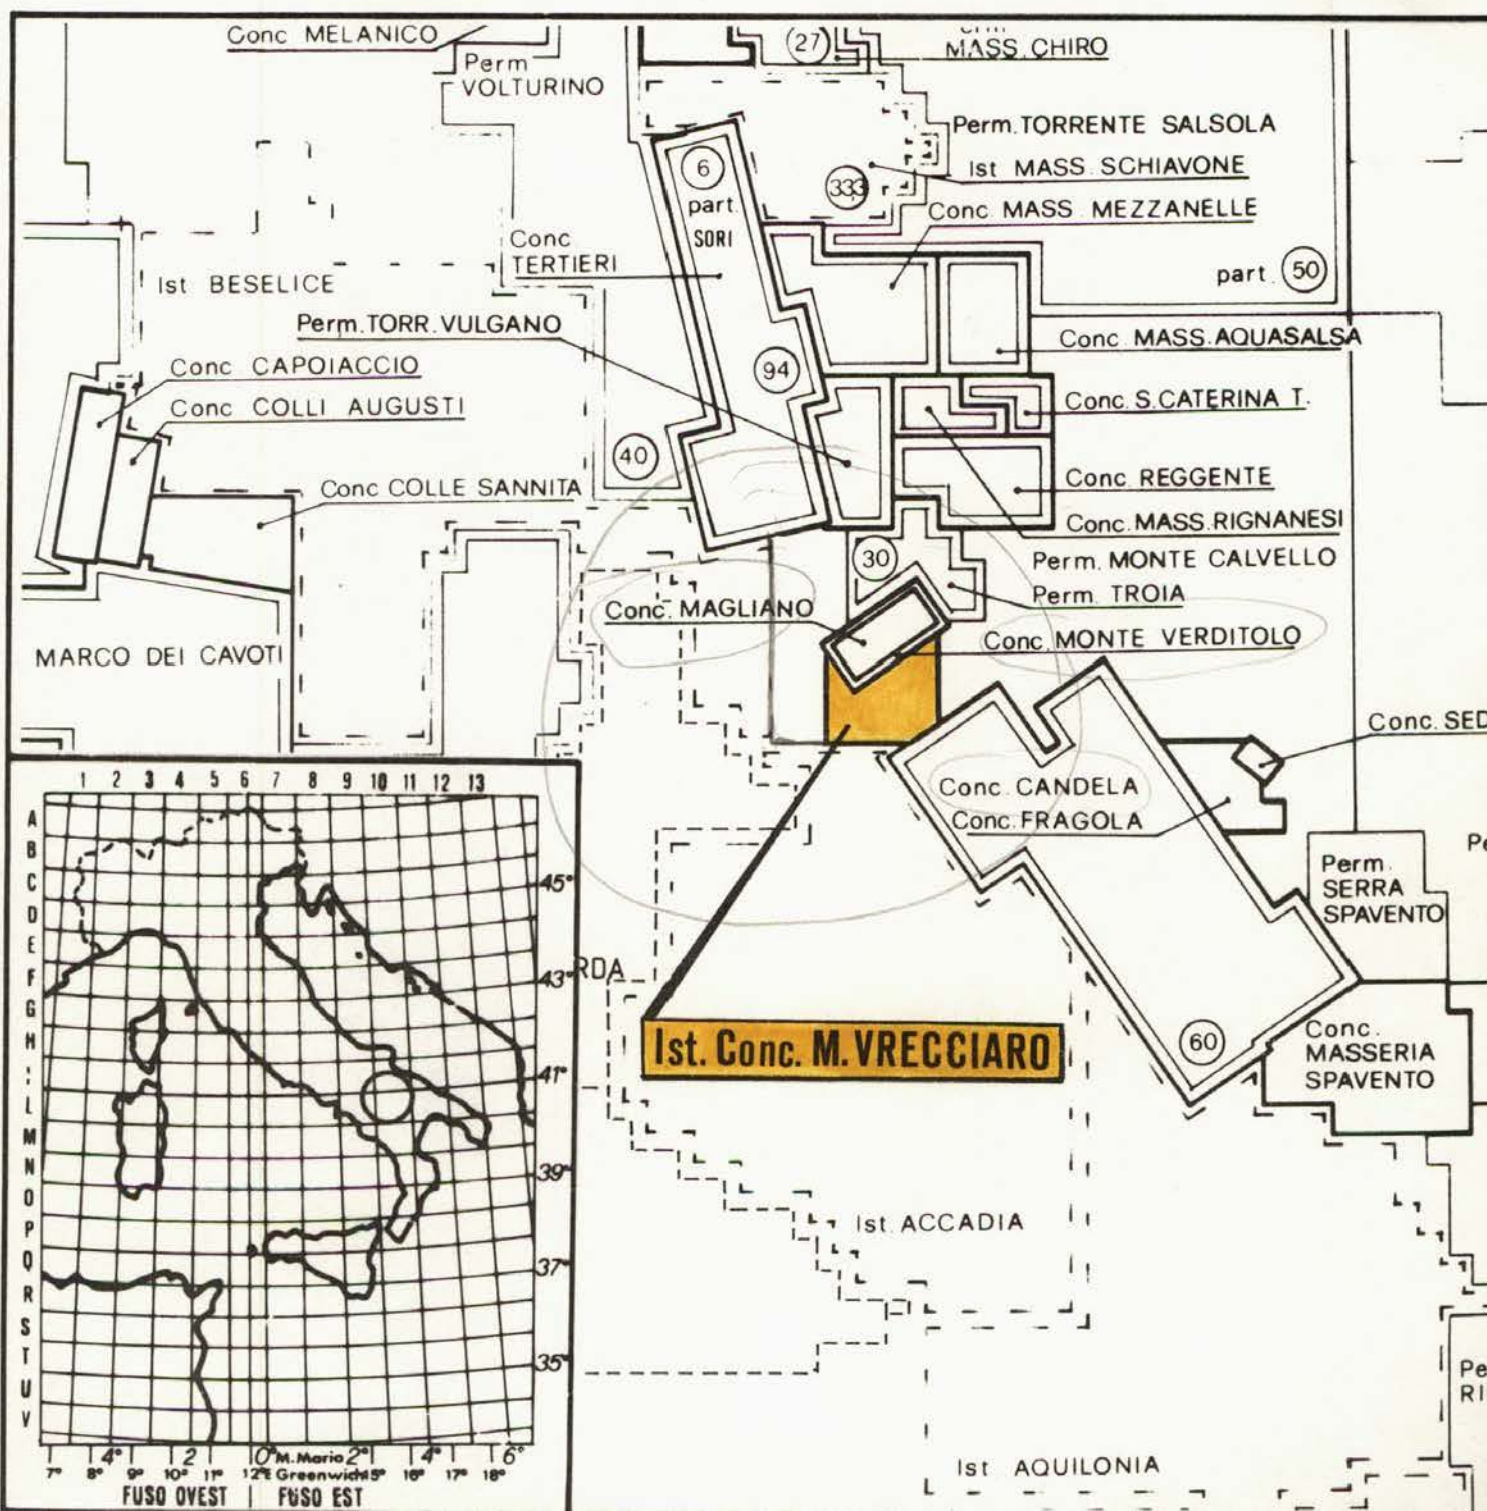 Conc MELANICO
Perm
VOLTURINO
27
MASS. CHIRO
Perm. TORRENTE SALSOLA
Ist MASS. SCHIAVONE
6
part.
SORI
333
Conc. MASS. MEZZANELLE
Conc
TERTIERI
part. 50
Ist BESELICE
Perm. TORR. VULGANO
Conc. MASS. AQUASALSA
Conc CAPOIACCIO
94
Conc COLLI AUGUSTI
Conc. S. CATERINA T.
40
Conc. REGGENTE
Conc COLLE SANNITA
Conc. MASS. RIGNANESI
30
Perm. MONTE CALVELLO
Perm. TROIA
Conc. MAGLIANO
Conc. MONTE VERDITOLO
MARCO DEI CAVOTI
Conc. SED
Conc. CANDELA
Conc. FRAGOLA
Pe
Perm.
SERRA
SPAVENTO
RDA
Ist. Conc. M. VRECCIARO
60
Conc.
MASSERIA
SPAVENTO
Ist. ACCADIA
Pe
RI
Ist AQUILONIA
1 2 3 4 5 6 7 8 9 10 11 12 13
A
B
C
D
E
F
G
H
I
L
M
N
O
P
Q
R
S
T
U
V
45°
43°
41°
39°
37°
35°
4° 2 0° M. Mario 2° 4° 6°
7° 8° 9° 10° 11° 12°E Greenwich 15° 16° 17° 18°
FUSO OVEST FUSO EST